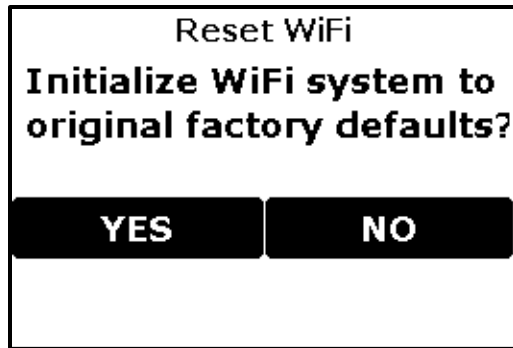 Reset WiFi
Initialize WiFi system to
original factory defaults?
YES NO